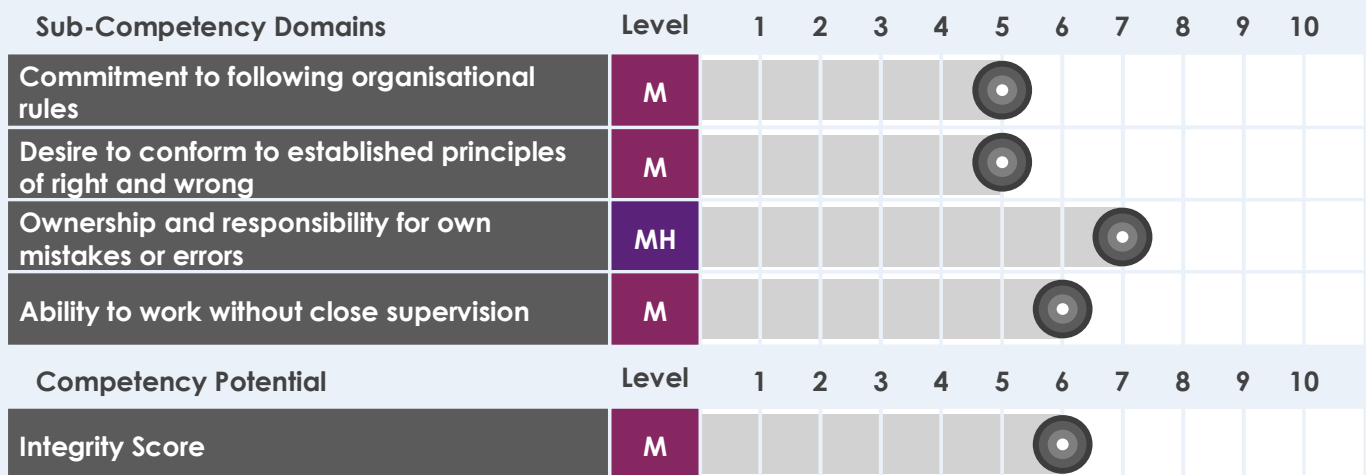 Sub-Competency Domains Level 1 2 3 4 5 6 7 8 9 10
Commitment to following organisational
rules
M
Desire to conform to established principles
of right and wrong
M
Ownership and responsibility for own
mistakes or errors
MH
Ability to work without close supervision
M
Competency Potential Level 1 2 3 4 5 6 7 8 9 10
Integrity Score
M